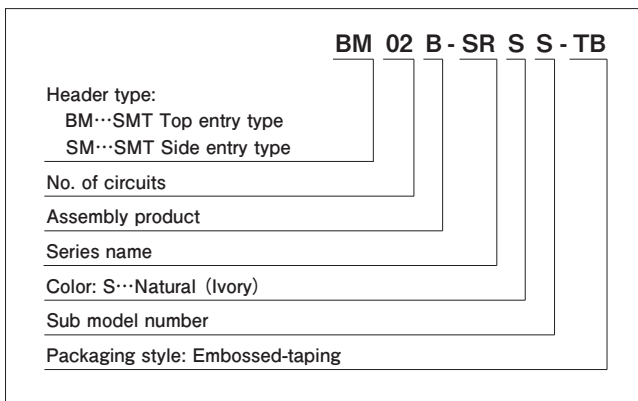 BM 02 B - SR S S - TB
Header type:
BM…SMT Top entry type
SM…SMT Side entry type
No. of circuits
Assembly product
Series name
Color: S…Natural (Ivory)
Sub model number
Packaging style: Embossed-taping